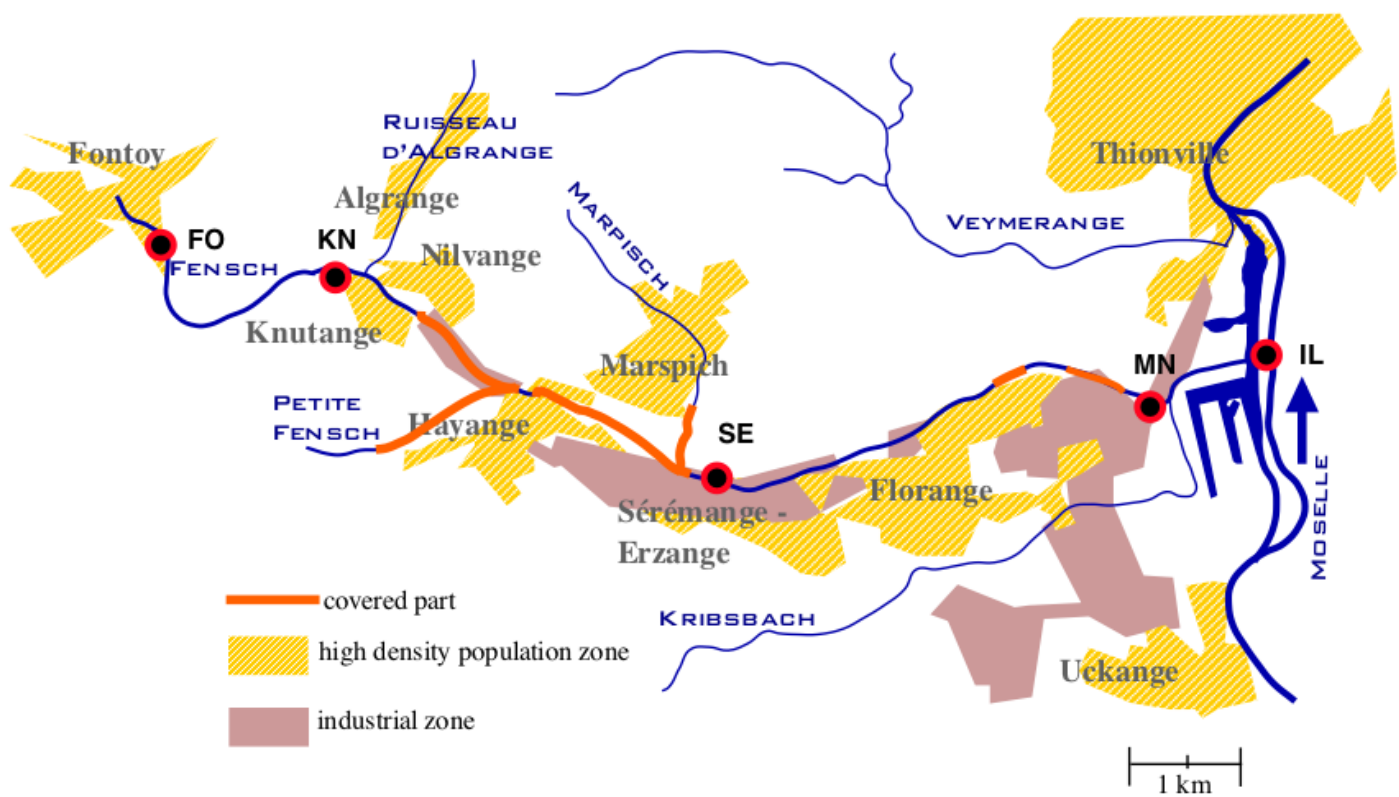 RUISSEAU
D'ALGRANGE
Fontoy
Thionville
Algrange
MARPISCH
VEYMERANGE
FO
KN
FENSCH
Nilvange
Knutange
Marspich
MN
IL
PETITE
FENSCH
Hayange
SE
Florange
Sérémange -
Erzange
MOSELLE
covered part
KRIBSBACH
high density population zone
Uckange
industrial zone
1 km